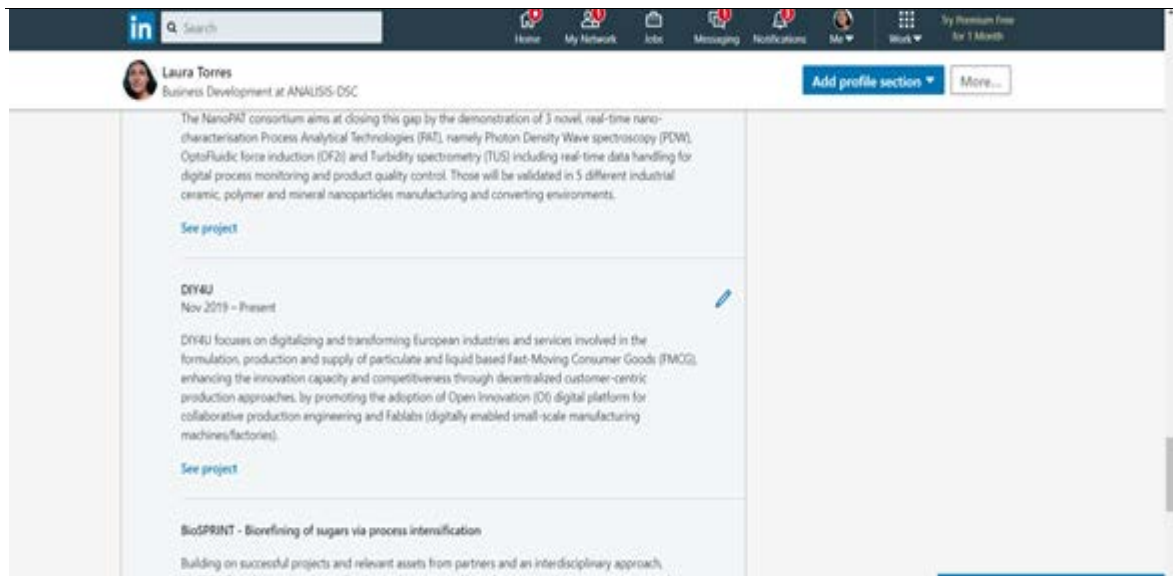 in Search
Home My Network Jobs Messaging Notifications Me Work Try Premium Free
for 1 Month
Laura Torres
Business Development at ANALISIS-DSC
Add profile section More...
The NanoPAT consortium aims at closing this gap by the demonstration of 3 novel, real-time nano-
characterisation Process Analytical Technologies (PAT), namely Photon Density Wave spectroscopy (PDW),
OptoFluidic force induction (OF2i) and Turbidity spectrometry (TUS) including real-time data handling for
digital process monitoring and product quality control. Those will be validated in 5 different industrial
ceramic, polymer and mineral nanoparticles manufacturing and converting environments.
See project
DIY4U
Nov 2019 – Present
DIY4U focuses on digitalizing and transforming European industries and services involved in the
formulation, production and supply of particulate and liquid based Fast-Moving Consumer Goods (FMCG),
enhancing the innovation capacity and competitiveness through decentralized customer-centric
production approaches, by promoting the adoption of Open Innovation (OI) digital platform for
collaborative production engineering and Fablabs (digitally enabled small-scale manufacturing
machines/factories).
See project
BioSPRINT - Biorefining of sugars via process intensification
Building on successful projects and relevant assets from partners and an interdisciplinary approach,